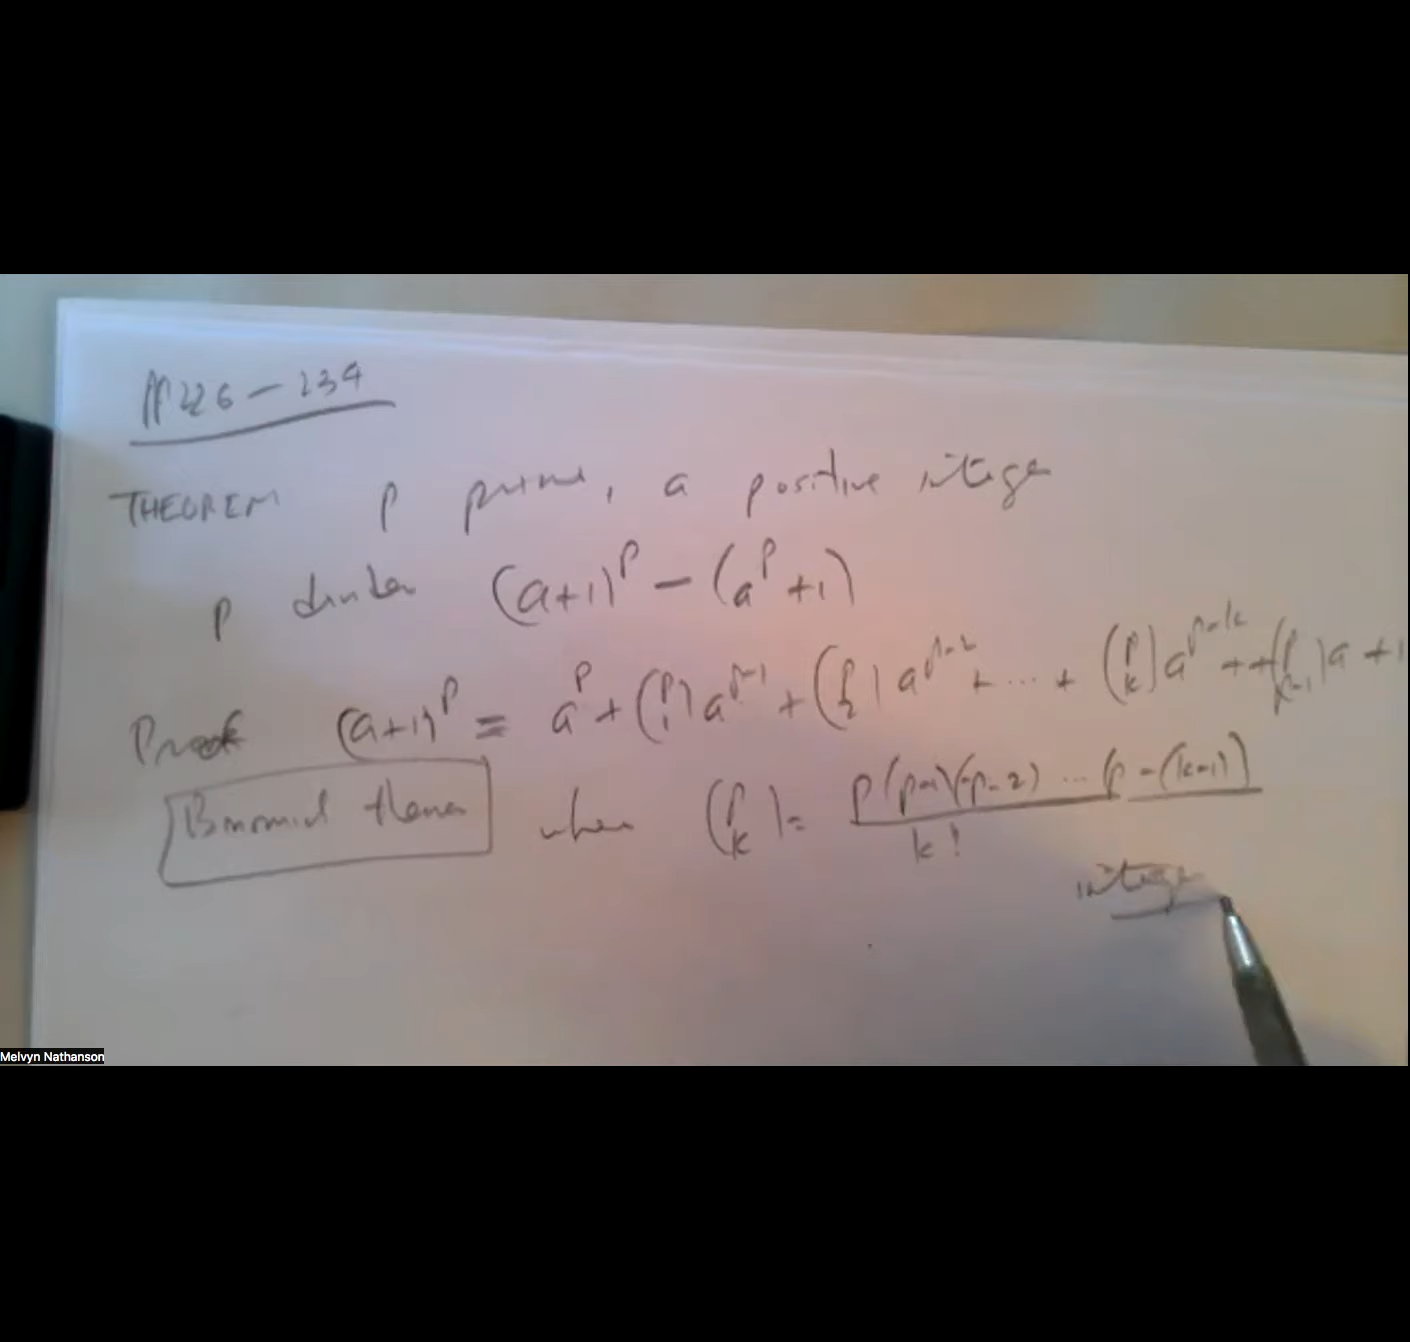 PP 226 - 234
THEOREM p prime, a positive integer
p divides (a+1)^p - (a^p + 1)
Proof (a+1)^p = a^p + (p 1) a^{p-1} + (p 2) a^{p-2} + ... + (p k) a^{p-k} + + (p p-1) a + 1
Binomial theorem
where (p k) = p(p-1)(p-2) ... (p-(k-1)) / k!
integer
Melvyn Nathanson